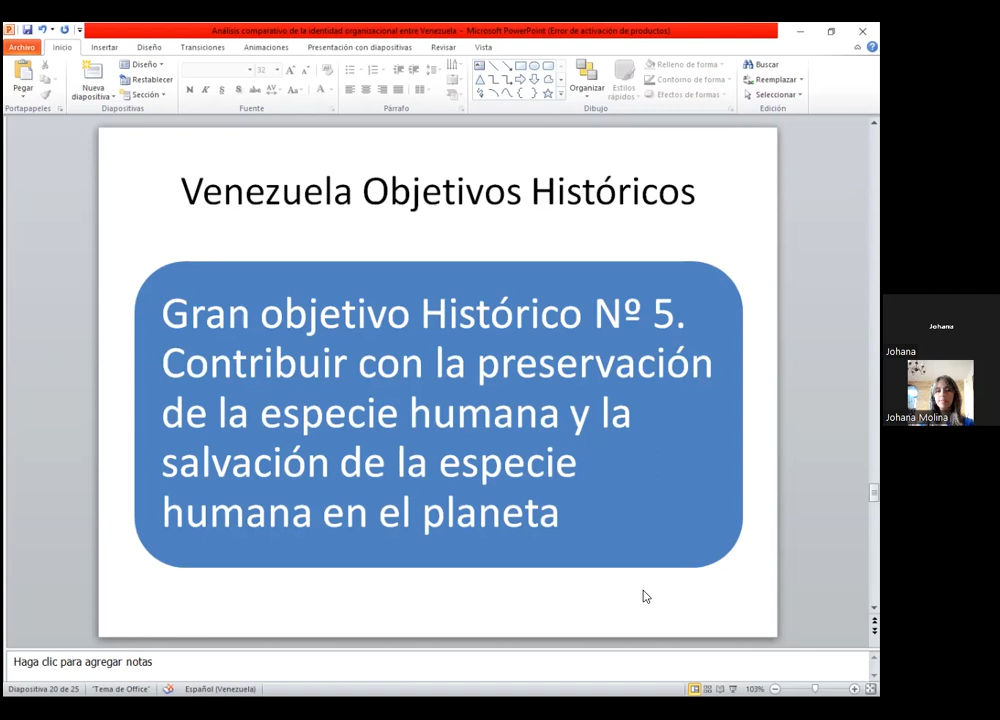 Análisis comparativo de la identidad organizacional entre Venezuela - Microsoft PowerPoint (Error de activación de productos)
Archivo Inicio Insertar Diseño Transiciones Animaciones Presentación con diapositivas Revisar Vista
Pegar
Portapapeles
Nueva diapositiva
Diseño
Restablecer
Sección
Diapositivas
32
N K S S abc AV Aa A
Fuente
Párrafo
Organizar
Estilos rápidos
Relleno de forma
Contorno de forma
Efectos de formas
Dibujo
Buscar
Reemplazar
Seleccionar
Edición
Venezuela Objetivos Históricos
Gran objetivo Histórico Nº 5.
Contribuir con la preservación
de la especie humana y la
salvación de la especie
humana en el planeta
Johana
Johana
Johana Molina
Haga clic para agregar notas
Diapositiva 20 de 25 "Tema de Office" Español (Venezuela) 103%